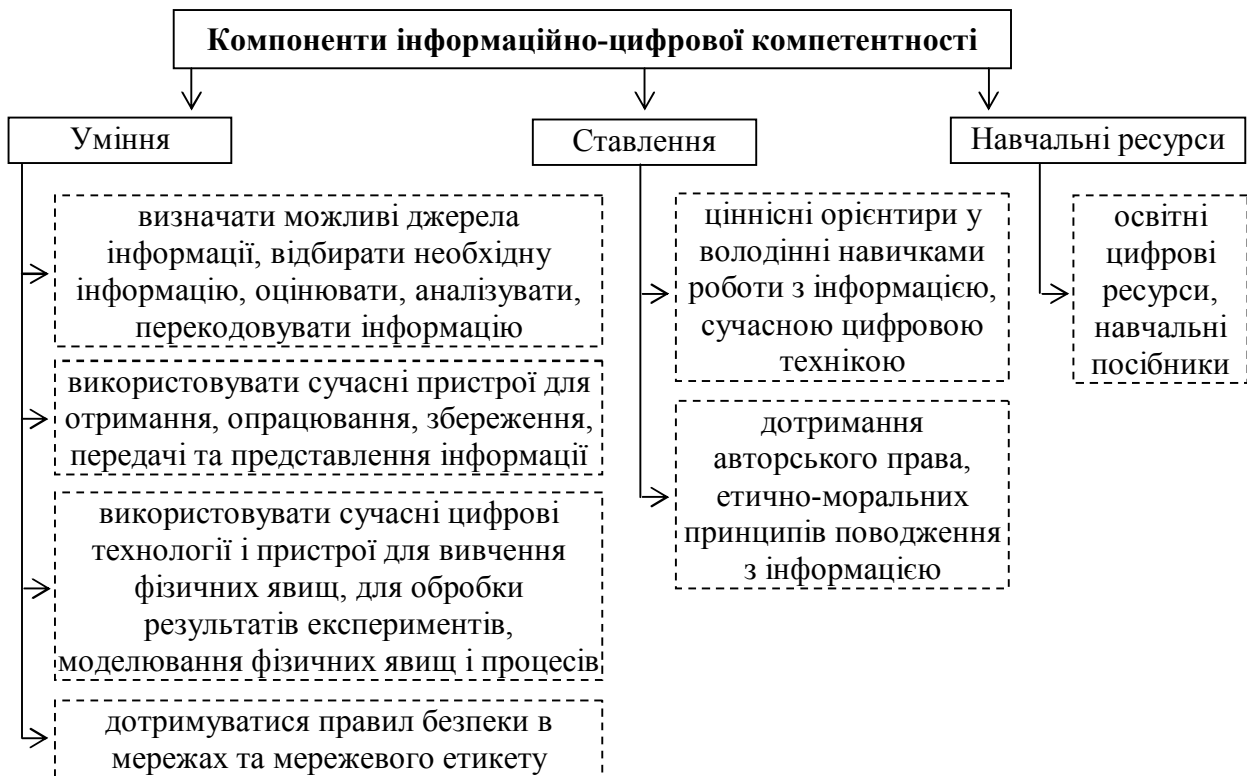 Компоненти інформаційно-цифрової компетентності
Уміння
визначати можливі джерела
інформації, відбирати необхідну
інформацію, оцінювати, аналізувати,
перекодовувати інформацію
використовувати сучасні пристрої для
отримання, опрацювання, збереження,
передачі та представлення інформації
використовувати сучасні цифрові
технології і пристрої для вивчення
фізичних явищ, для обробки
результатів експериментів,
моделювання фізичних явищ і процесів
дотримуватися правил безпеки в
мережах та мережевого етикету
Ставлення
ціннісні орієнтири у
володінні навичками
роботи з інформацією,
сучасною цифровою
технікою
дотримання
авторського права,
етично-моральних
принципів поводження
з інформацією
Навчальні ресурси
освітні
цифрові
ресурси,
навчальні
посібники